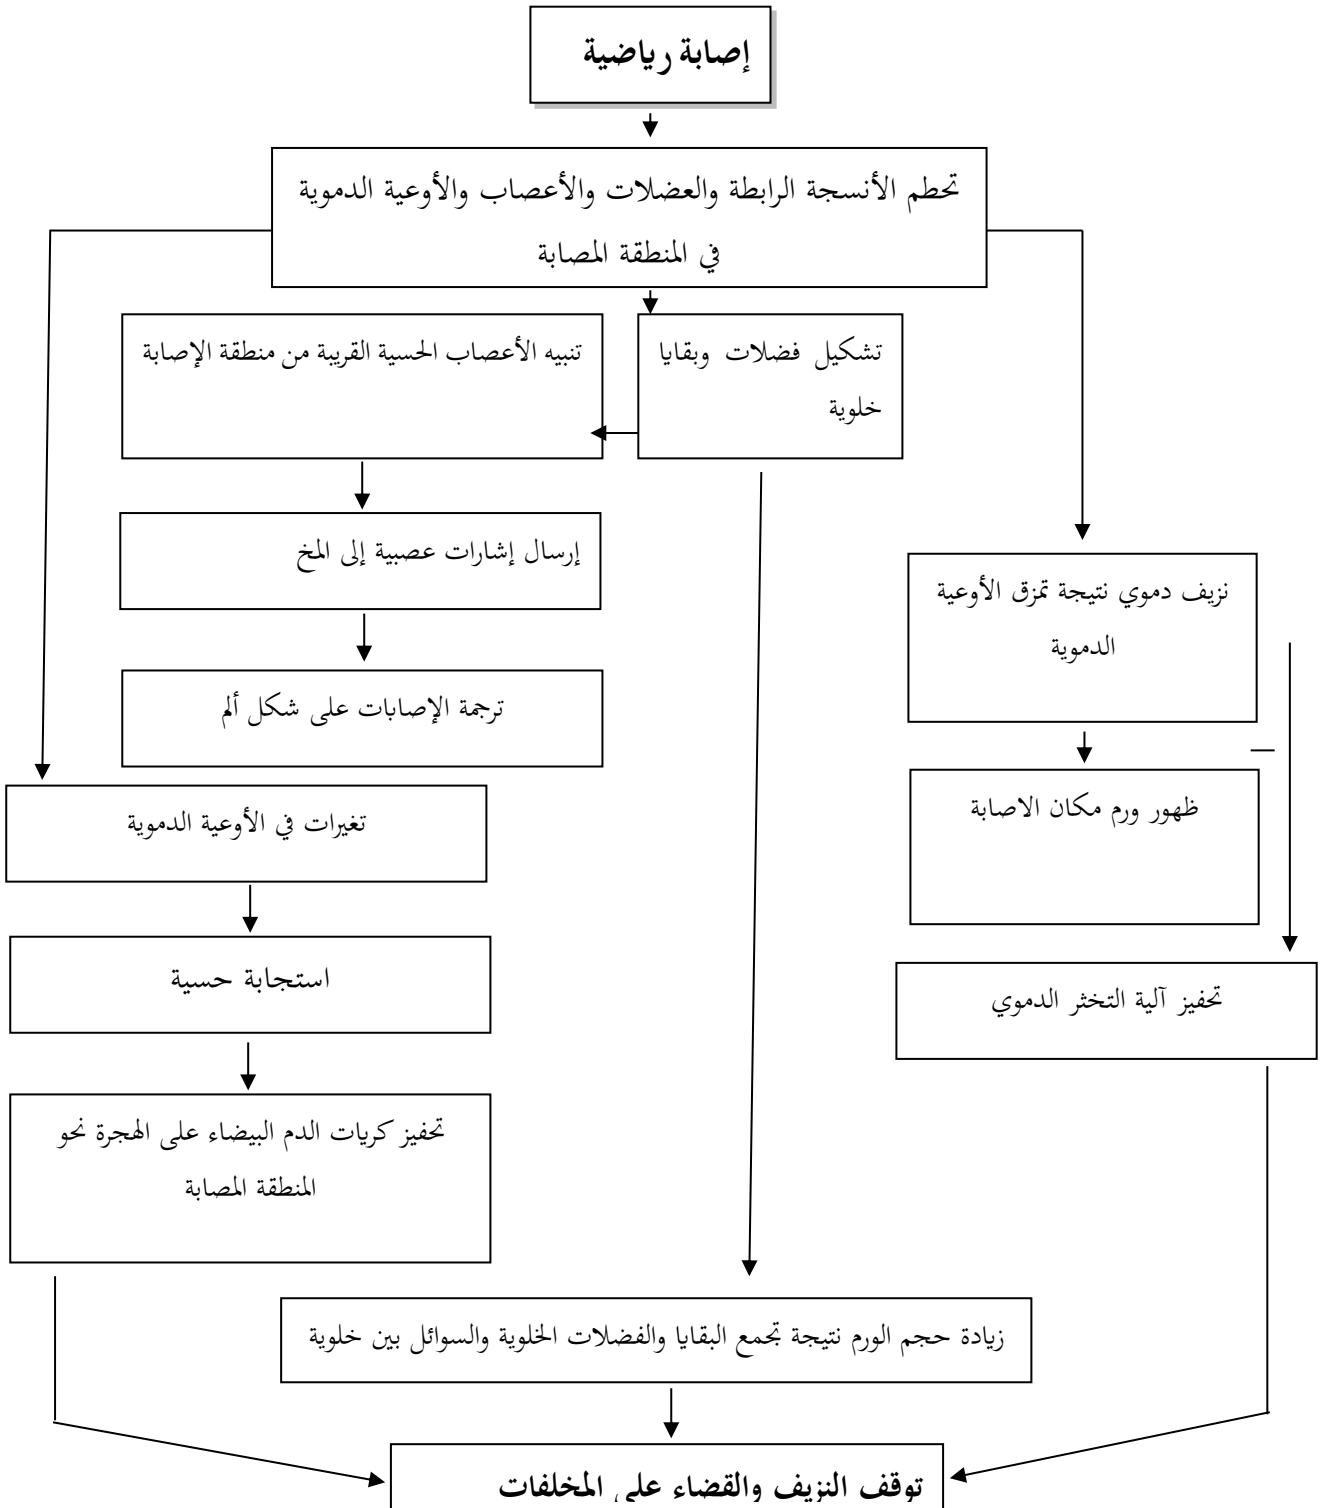 إصابة رياضية
تحطم الأنسجة الرابطة والعضلات والأعصاب والأوعية الدموية
في المنطقة المصابة
تشكيل فضلات وبقايا
خلوية
تنبيه الأعصاب الحسية القريبة من منطقة الإصابة
إرسال إشارات عصبية إلى المخ
نزيف دموي نتيجة تمزق الأوعية
الدموية
ترجمة الإصابات على شكل ألم
ظهور ورم مكان الاصابة
تغيرات في الأوعية الدموية
استجابة حسية
تحفيز آلية التخثر الدموي
تحفيز كريات الدم البيضاء على الهجرة نحو
المنطقة المصابة
زيادة حجم الورم نتيجة تجمع البقايا والفضلات الخلوية والسوائل بين خلوية
توقف النزيف والقضاء على المخلفات